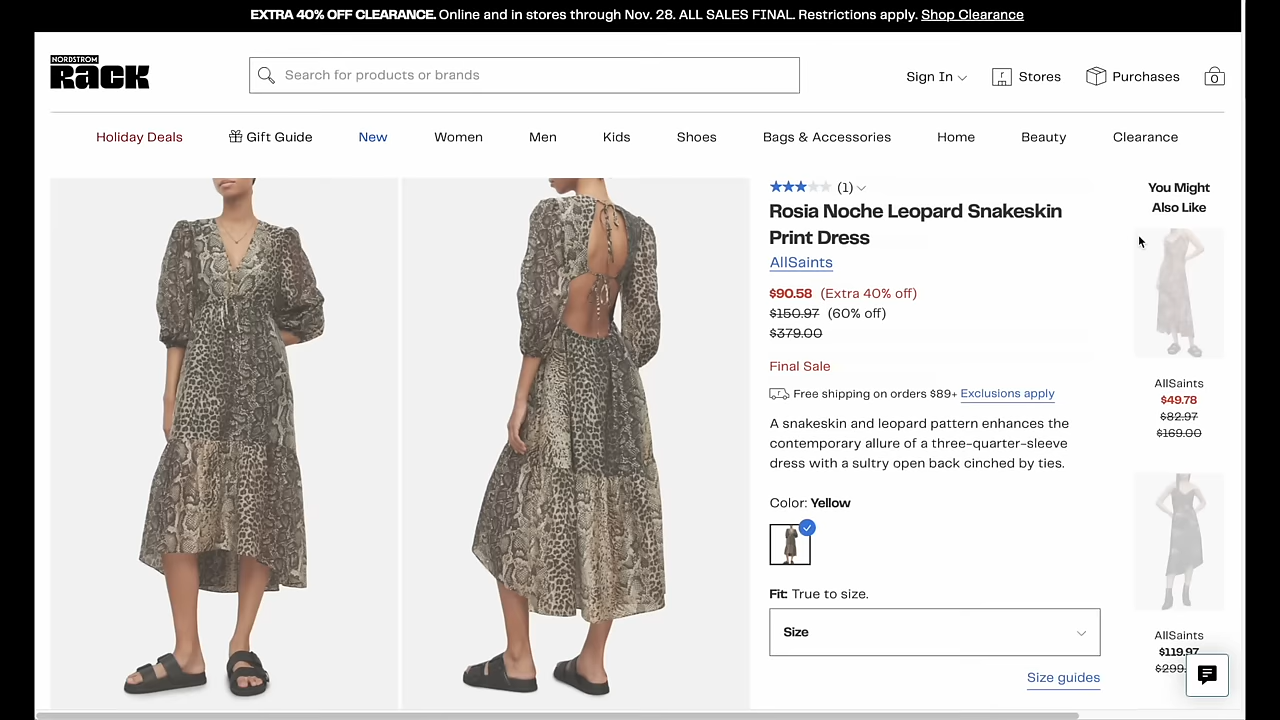 EXTRA 40% OFF CLEARANCE. Online and in stores through Nov. 28. ALL SALES FINAL. Restrictions apply. Shop Clearance
NORDSTROM
Rack
Search for products or brands
Sign In
Stores
Purchases
0
Holiday Deals
Gift Guide
New
Women
Men
Kids
Shoes
Bags & Accessories
Home
Beauty
Clearance
(1)
Rosia Noche Leopard Snakeskin
Print Dress
AllSaints
$90.58 (Extra 40% off)
$150.97 (60% off)
$379.00
Final Sale
Free shipping on orders $89+ Exclusions apply
A snakeskin and leopard pattern enhances the
contemporary allure of a three-quarter-sleeve
dress with a sultry open back cinched by ties.
Color: Yellow
Fit: True to size.
Size
Size guides
You Might
Also Like
AllSaints
$49.78
$82.97
$169.00
AllSaints
$119.97
$299.